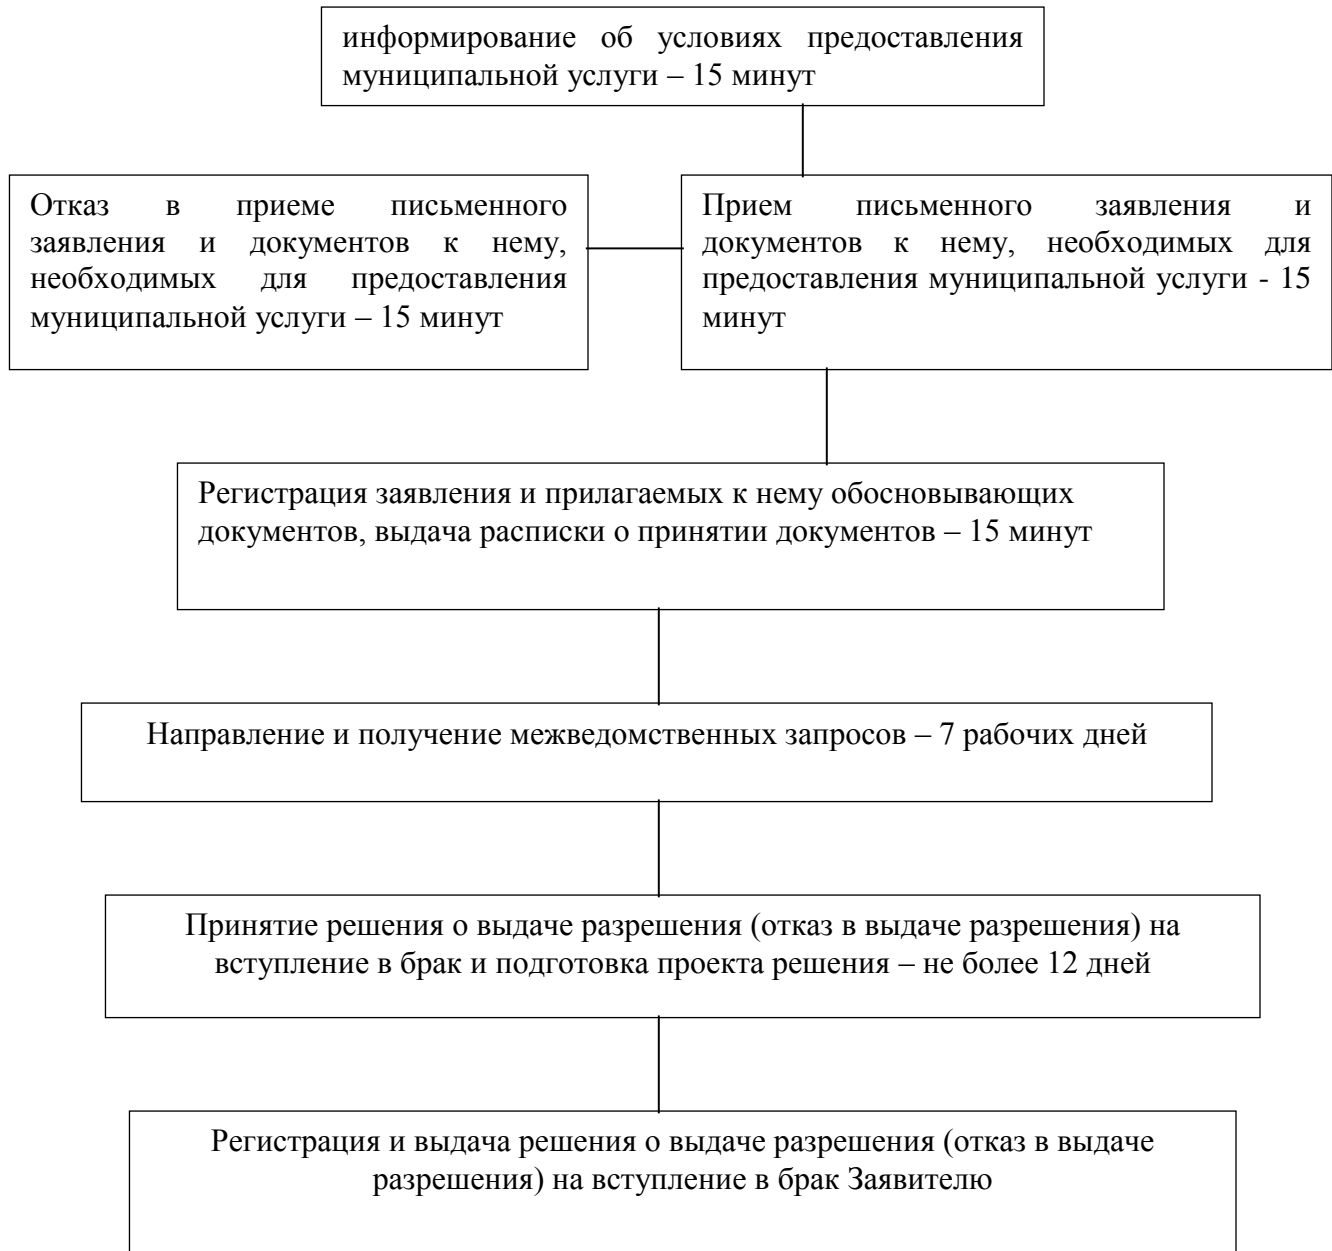 информирование об условиях предоставления
муниципальной услуги – 15 минут
Отказ в приеме письменного
заявления и документов к нему,
необходимых для предоставления
муниципальной услуги – 15 минут
Прием письменного заявления и
документов к нему, необходимых для
предоставления муниципальной услуги - 15
минут
Регистрация заявления и прилагаемых к нему обосновывающих
документов, выдача расписки о принятии документов – 15 минут
Направление и получение межведомственных запросов – 7 рабочих дней
Принятие решения о выдаче разрешения (отказ в выдаче разрешения) на
вступление в брак и подготовка проекта решения – не более 12 дней
Регистрация и выдача решения о выдаче разрешения (отказ в выдаче
разрешения) на вступление в брак Заявителю